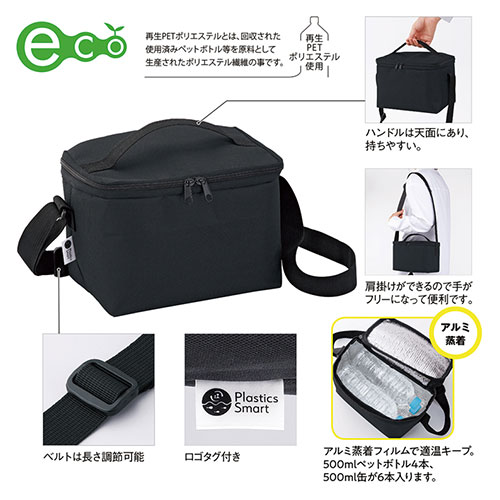 eco
再生PETポリエステルとは、回収された
使用済みペットボトル等を原料として
生産されたポリエステル繊維の事です。
再生
PET
ポリエステル
使用
ハンドルは天面にあり、
持ちやすい。
肩掛けができるので手が
フリーになって便利です。
Plastics
Smart
ベルトは長さ調節可能
ロゴタグ付き
アルミ
蒸着
アルミ蒸着フィルムで適温キープ。
500mlペットボトル4本、
500ml缶が6本入ります。